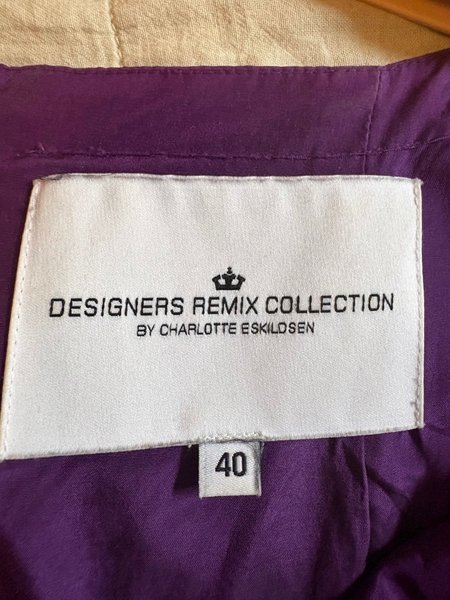 DESIGNERS REMIX COLLECTION
BY CHARLOTTE ESKILDSEN
40